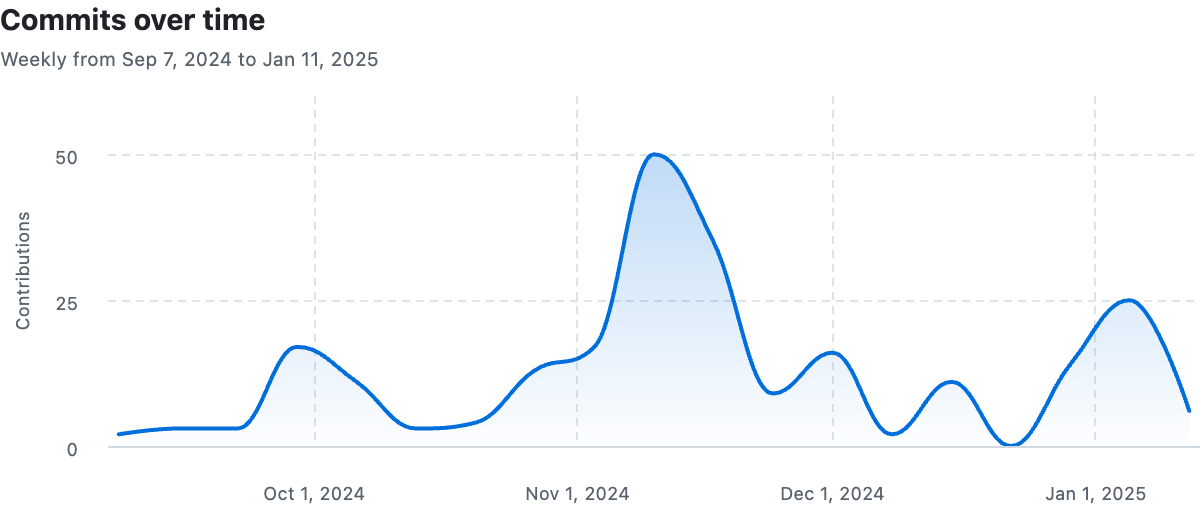 Commits over time
Weekly from Sep 7, 2024 to Jan 11, 2025
Contributions
50
25
0
Oct 1, 2024
Nov 1, 2024
Dec 1, 2024
Jan 1, 2025